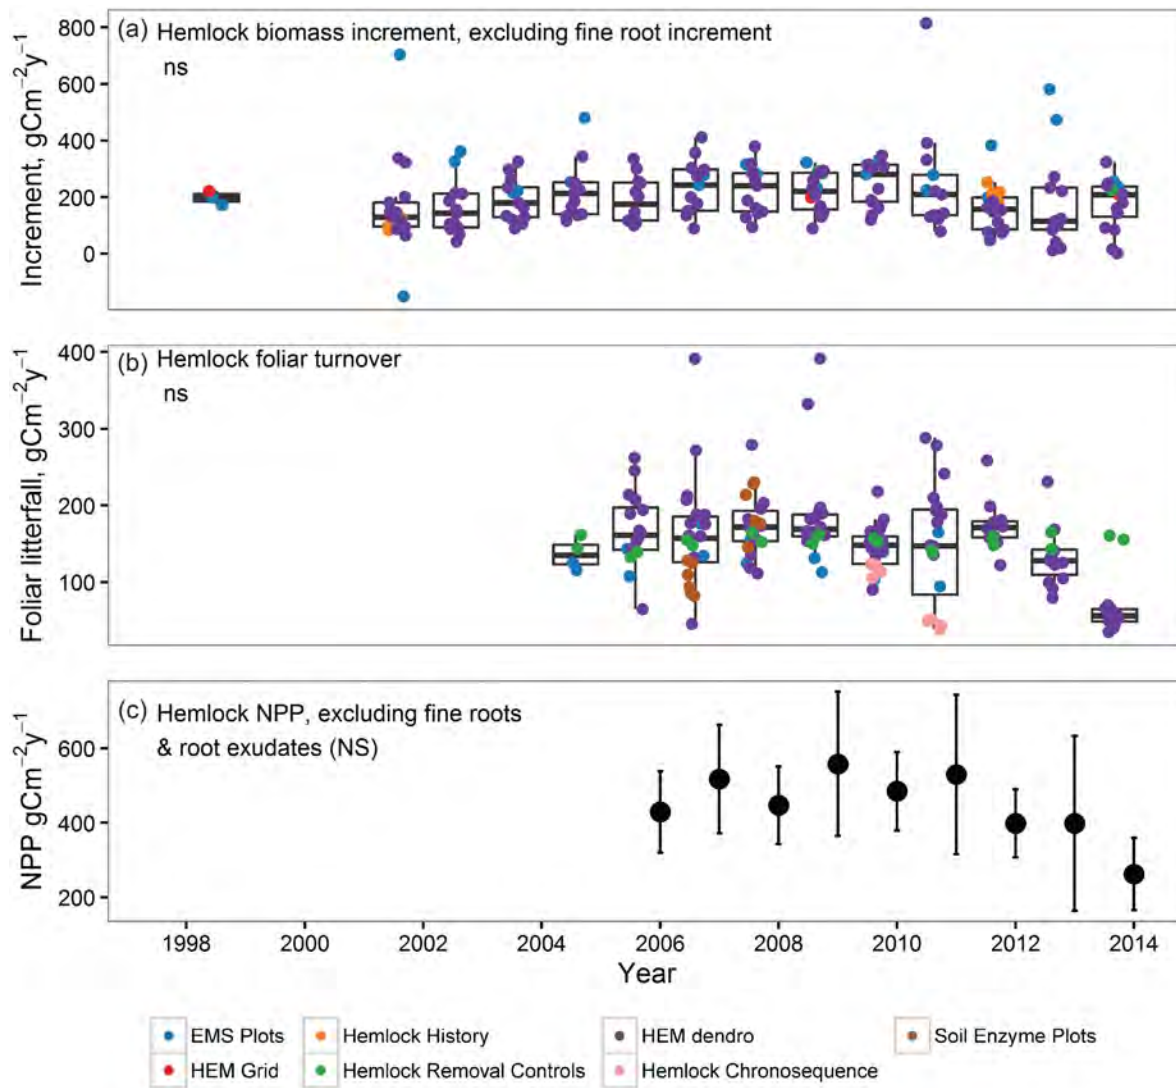 (a) Hemlock biomass increment, excluding fine root increment
ns
800
600
400
200
0
Increment, gCm−2y−1
(b) Hemlock foliar turnover
ns
400
300
200
100
Foliar litterfall, gCm−2y−1
(c) Hemlock NPP, excluding fine roots
& root exudates (NS)
600
400
200
NPP gCm−2y−1
1998 2000 2002 2004 2006 2008 2010 2012 2014
Year
EMS Plots Hemlock History HEM dendro Soil Enzyme Plots
HEM Grid Hemlock Removal Controls Hemlock Chronosequence